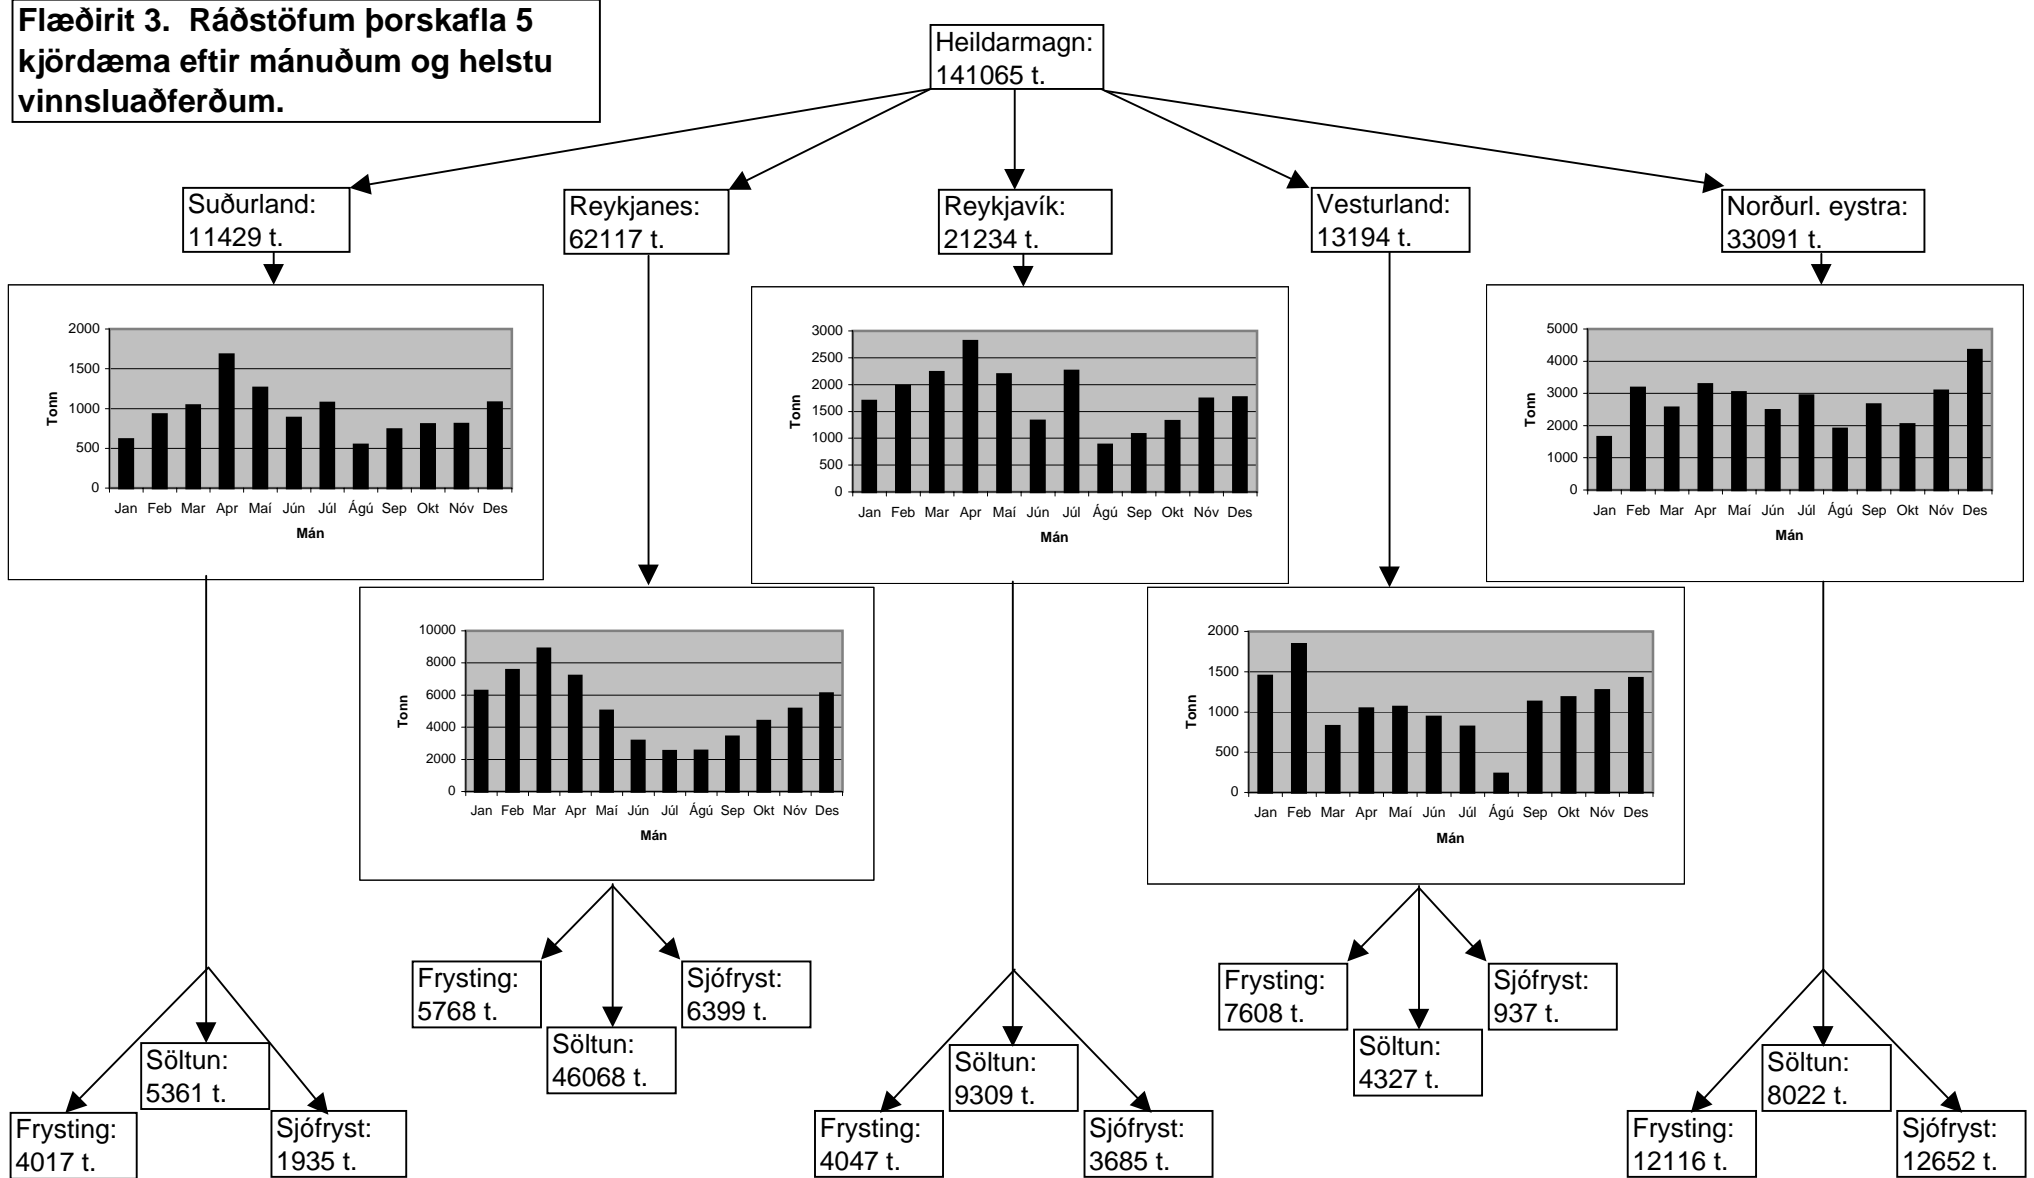 Flæðirit 3.  Ráðstöfum þorskafla 5
kjördæma eftir mánuðum og helstu
vinnsluaðferðum.
Heildarmagn:
141065 t.
Suðurland:
11429 t.
Reykjanes:
62117 t.
Reykjavík:
21234 t.
Vesturland:
13194 t.
Norðurl. eystra:
33091 t.
2000
1500
1000
500
0
Tonn
Jan Feb Mar Apr Maí Jún Júl Ágú Sep Okt Nóv Des
Mán
3000
2500
2000
1500
1000
500
0
Tonn
Jan Feb Mar Apr Maí Jún Júl Ágú Sep Okt Nóv Des
Mán
5000
4000
3000
2000
1000
0
Tonn
Jan Feb Mar Apr Maí Jún Júl Ágú Sep Okt Nóv Des
Mán
10000
8000
6000
4000
2000
0
Tonn
Jan Feb Mar Apr Maí Jún Júl Ágú Sep Okt Nóv Des
Mán
2000
1500
1000
500
0
Tonn
Jan Feb Mar Apr Maí Jún Júl Ágú Sep Okt Nóv Des
Mán
Frysting:
5768 t.
Söltun:
46068 t.
Sjófryst:
6399 t.
Frysting:
7608 t.
Söltun:
4327 t.
Sjófryst:
937 t.
Frysting:
4017 t.
Söltun:
5361 t.
Sjófryst:
1935 t.
Frysting:
4047 t.
Söltun:
9309 t.
Sjófryst:
3685 t.
Frysting:
12116 t.
Söltun:
8022 t.
Sjófryst:
12652 t.